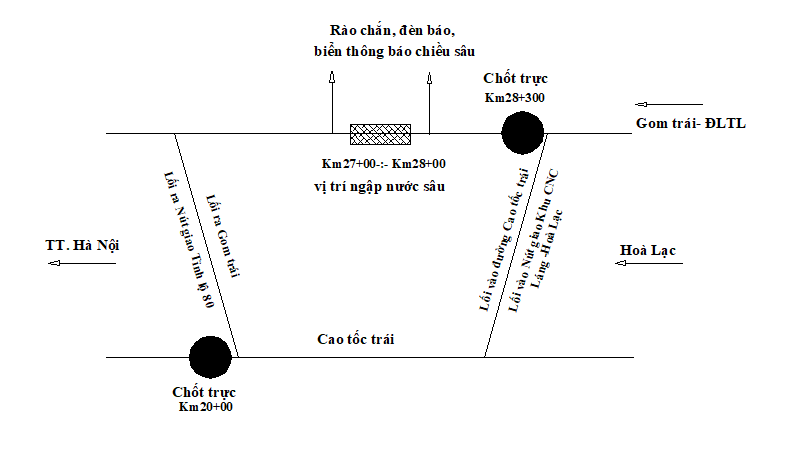 Rào chắn, đèn báo,
biển thông báo chiều sâu
Chốt trực
Km28+300
Gom trái- ĐLTL
Km27+00-:- Km28+00
vị trí ngập nước sâu
Lối ra Nút giao Tỉnh lộ 80
Lối ra Gom trái
Lối vào đường Cao tốc trái
Lối vào Nút giao Khu CNC
Láng -Hoà Lạc
TT. Hà Nội
Hoà Lạc
Cao tốc trái
Chốt trực
Km20+00